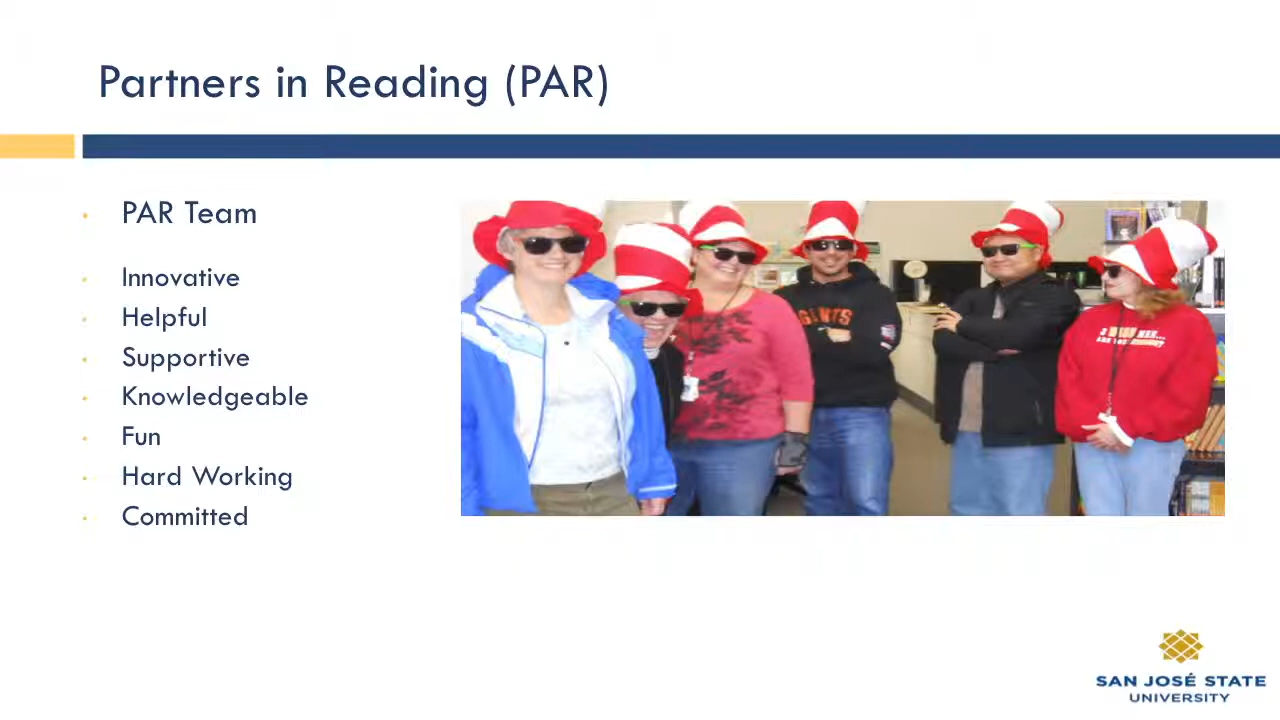 Partners in Reading (PAR)
PAR Team
Innovative
Helpful
Supportive
Knowledgeable
Fun
Hard Working
Committed
GIANTS
SAN JOSÉ STATE
UNIVERSITY